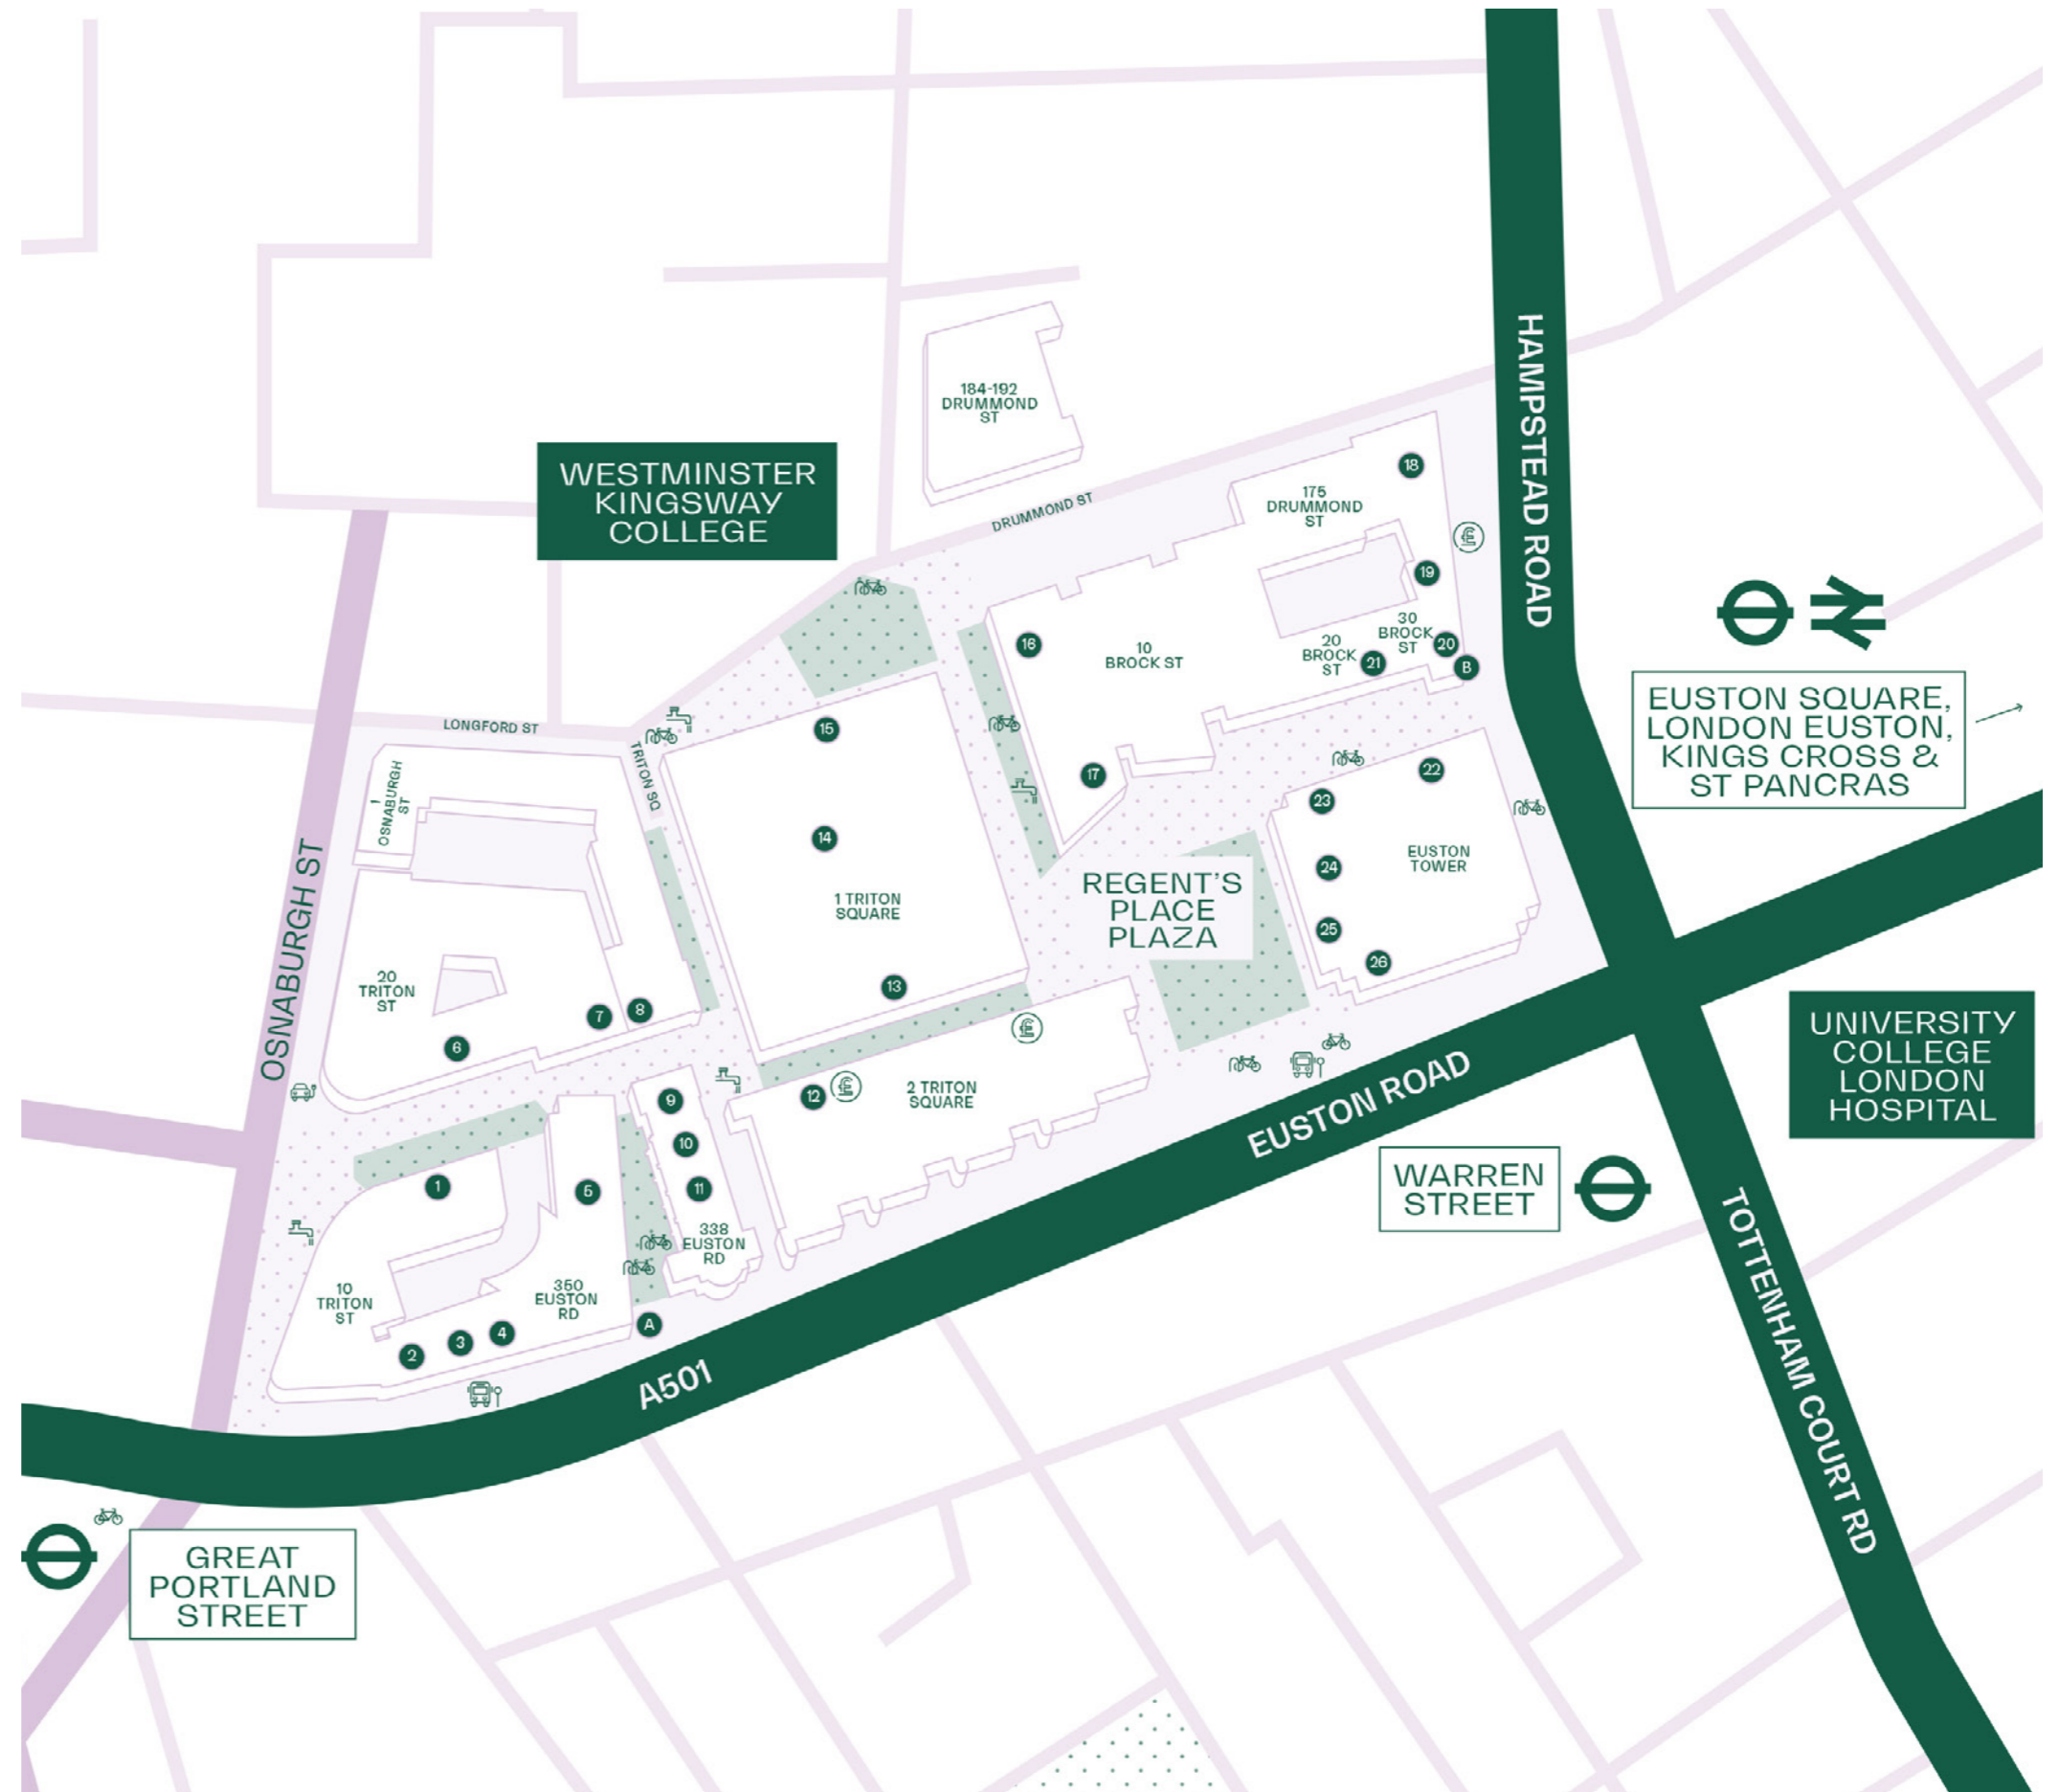 HAMPSTEAD ROAD
184-192
DRUMMOND
ST
WESTMINSTER
KINGSWAY
COLLEGE
DRUMMOND ST
175
DRUMMOND
ST
18
£
19
16
10
BROCK ST
20
BROCK
ST
21
30
BROCK
ST
20
B
EUSTON SQUARE,
LONDON EUSTON,
KINGS CROSS &
ST PANCRAS
LONGFORD ST
TRITON SQ
15
17
22
23
1
OSNABURGH
ST
14
24
EUSTON
TOWER
1 TRITON
SQUARE
REGENT'S
PLACE
PLAZA
25
26
OSNABURGH ST
20
TRITON
ST
13
7
8
6
£
UNIVERSITY
COLLEGE
LONDON
HOSPITAL
12
£
2 TRITON
SQUARE
9
10
11
338
EUSTON
RD
EUSTON ROAD
WARREN
STREET
1
5
10
TRITON
ST
350
EUSTON
RD
2
3
4
A
A501
TOTTENHAM COURT RD
GREAT
PORTLAND
STREET